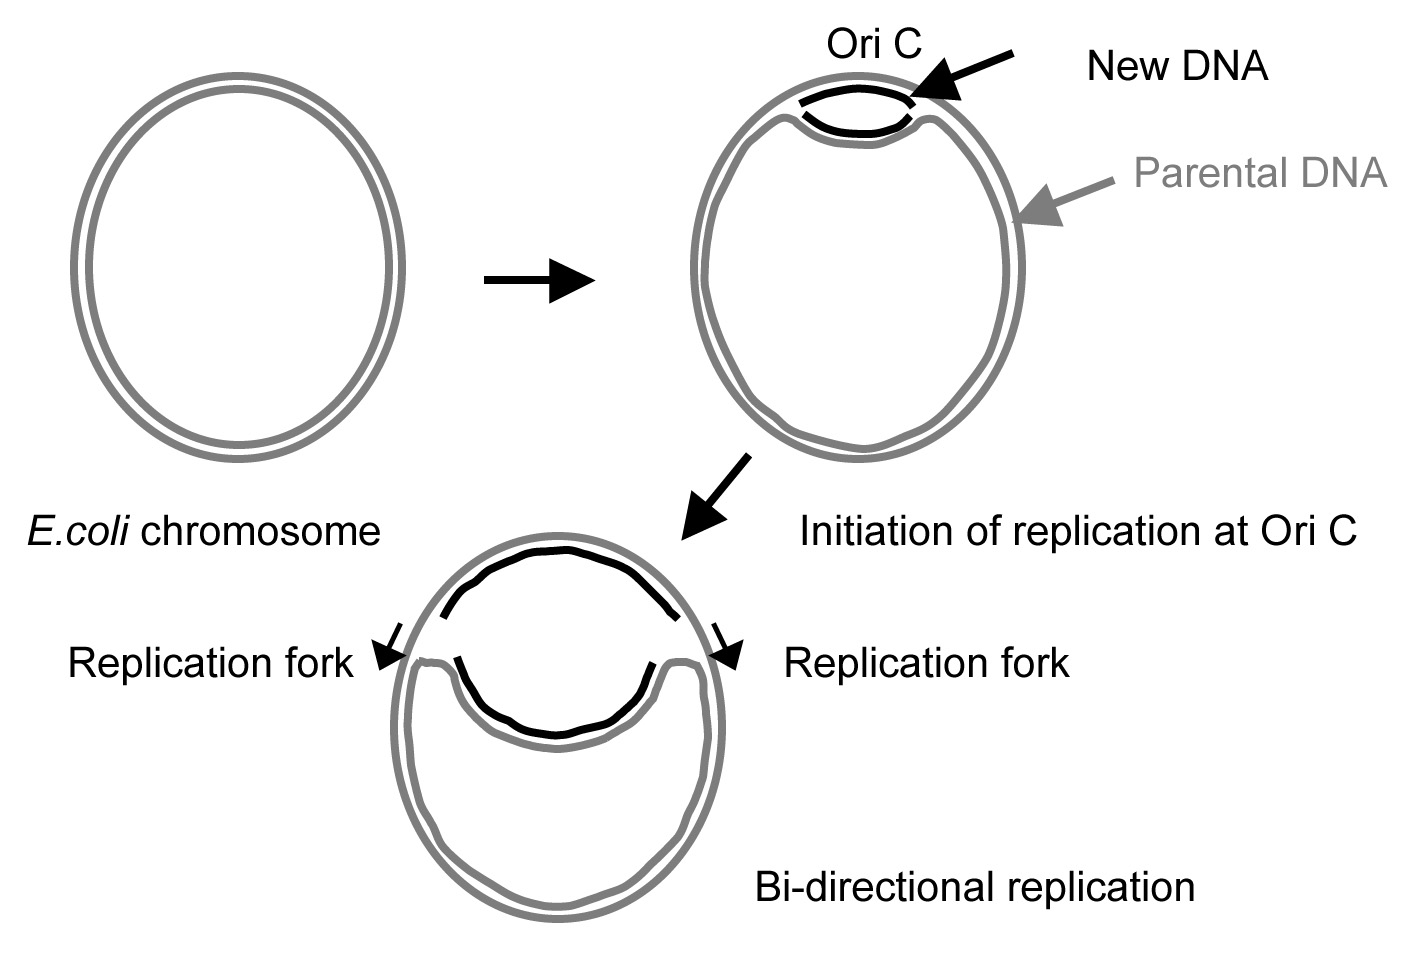 Ori C
New DNA
Parental DNA
E.coli chromosome
Initiation of replication at Ori C
Replication fork
Replication fork
Bi-directional replication